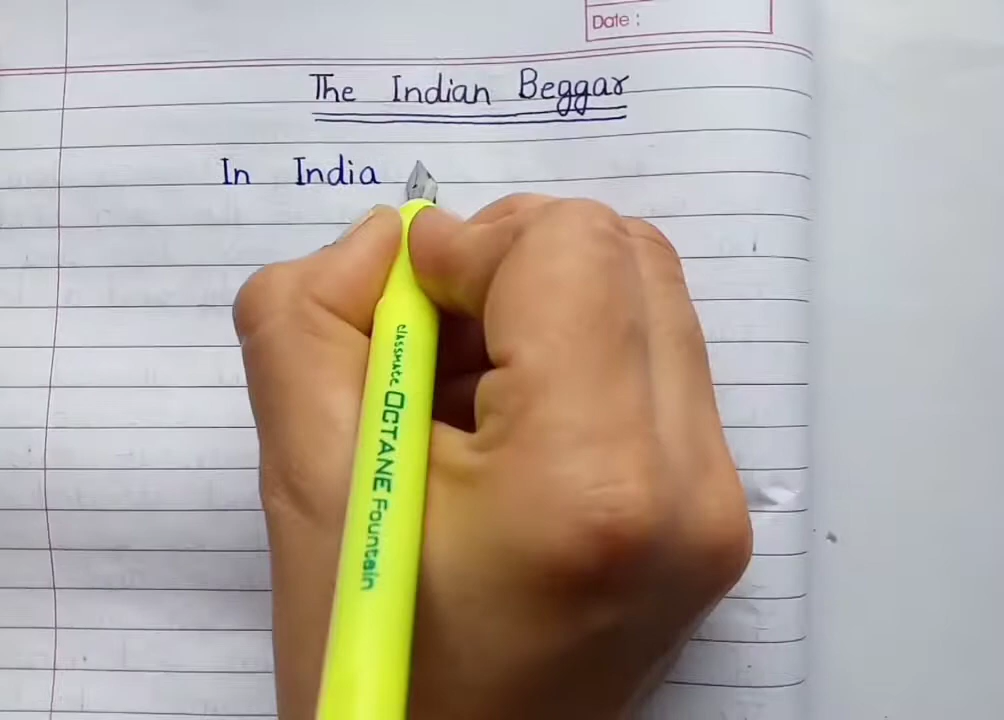 Date :
The Indian Beggar
In India
classmate OCTANE Fountain